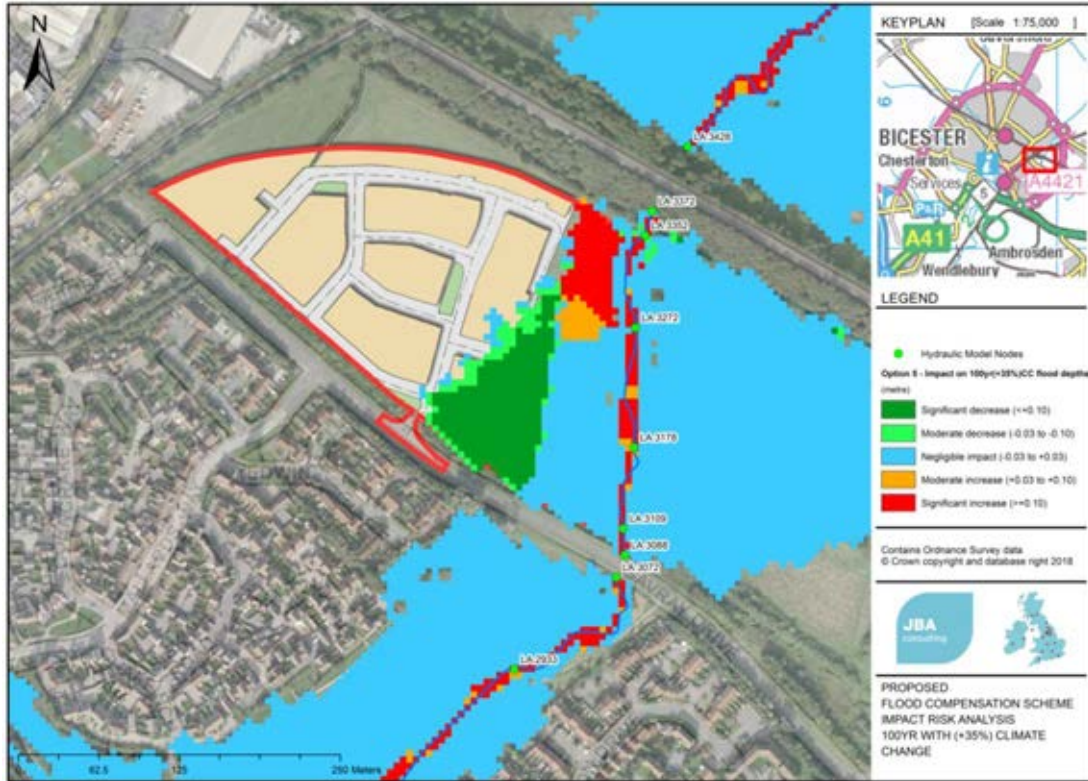 N
LA 3428
LA 3372
LA 3352
LA 3272
LA 3178
LA 3109
LA 3088
LA 3072
LA 2933
0 62.5 125 250 Meters
KEYPLAN [Scale 1:75,000 ]
BICESTER
Chesterton
Services
A4421
P&R
A41
Ambrosden
Wendlebury
LEGEND
Hydraulic Model Nodes
Impact on 100yr(+35%)CC flood depths
(metre)
Significant decrease (<=0.10)
Moderate decrease (-0.03 to -0.10)
Negligible impact (-0.03 to +0.03)
Moderate increase (+0.03 to +0.10)
Significant increase (>=0.10)
Contains Ordnance Survey data
© Crown copyright and database right 2018
JBA
consulting
PROPOSED
FLOOD COMPENSATION SCHEME
IMPACT RISK ANALYSIS
100YR WITH (+35%) CLIMATE
CHANGE